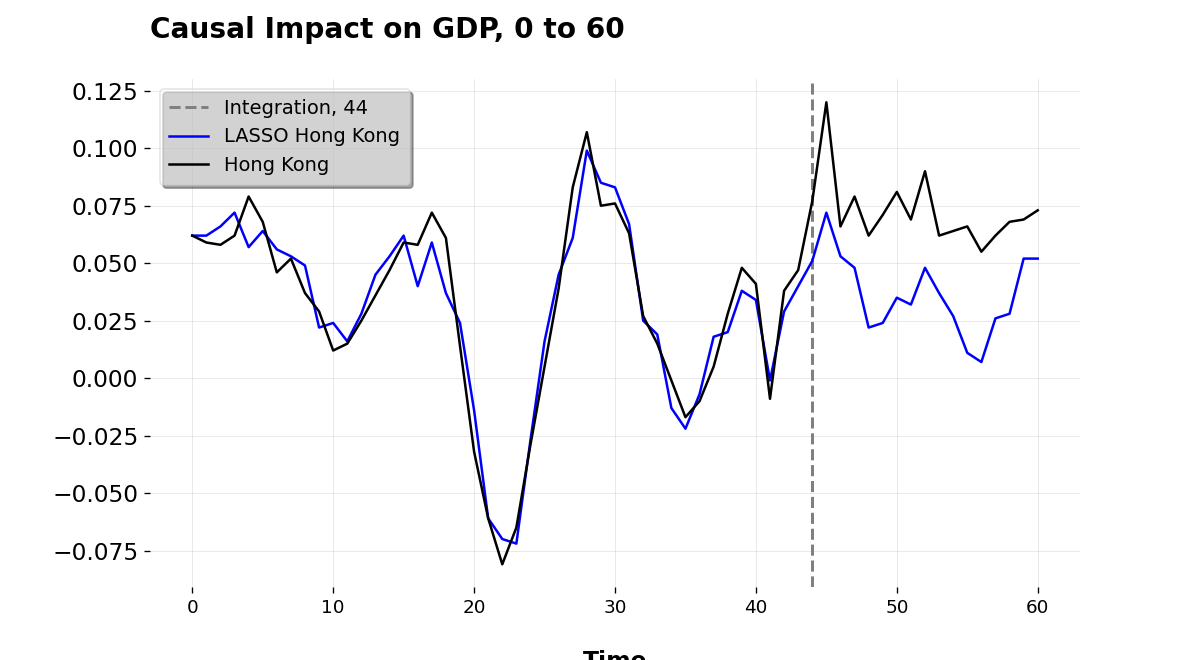 Causal Impact on GDP, 0 to 60
0.125
0.100
0.075
0.050
0.025
0.000
−0.025
−0.050
−0.075
Integration, 44
LASSO Hong Kong
Hong Kong
0 10 20 30 40 50 60
Time